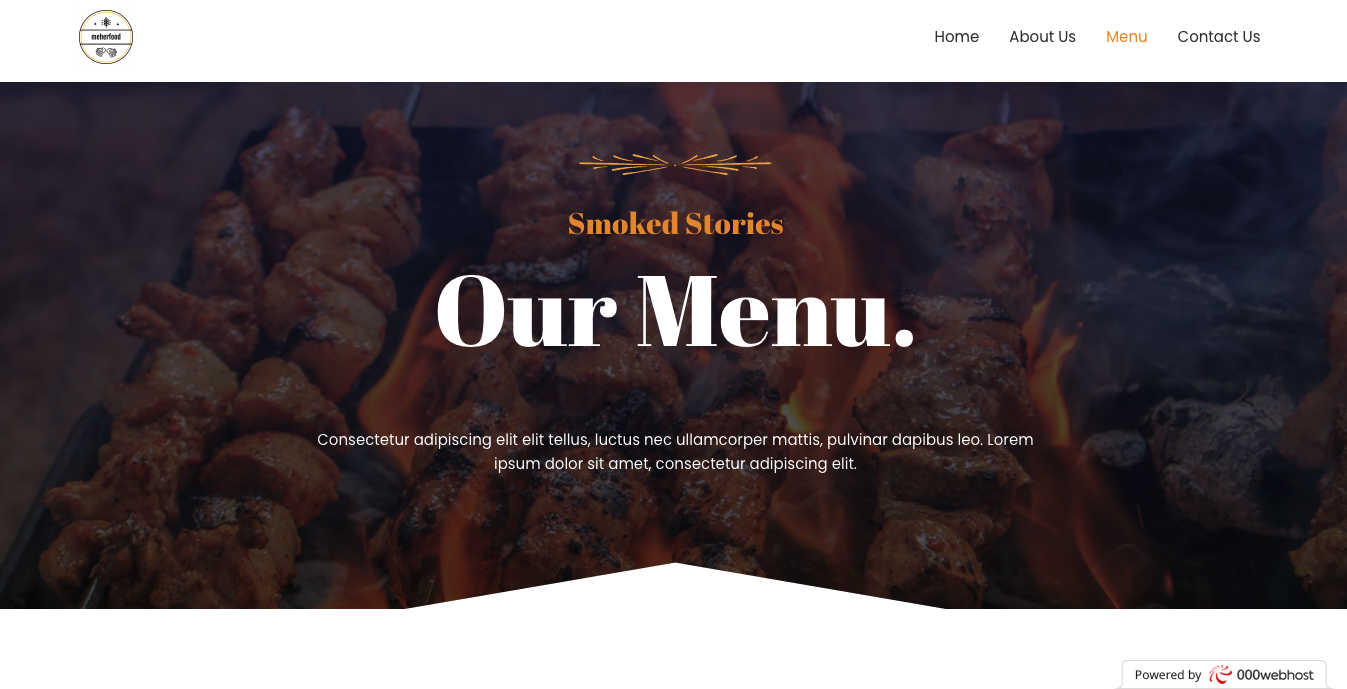 meherfood
Home
About Us
Menu
Contact Us
Smoked Stories
Our Menu.
Consectetur adipiscing elit elit tellus, luctus nec ullamcorper mattis, pulvinar dapibus leo. Lorem
ipsum dolor sit amet, consectetur adipiscing elit.
Powered by 000webhost